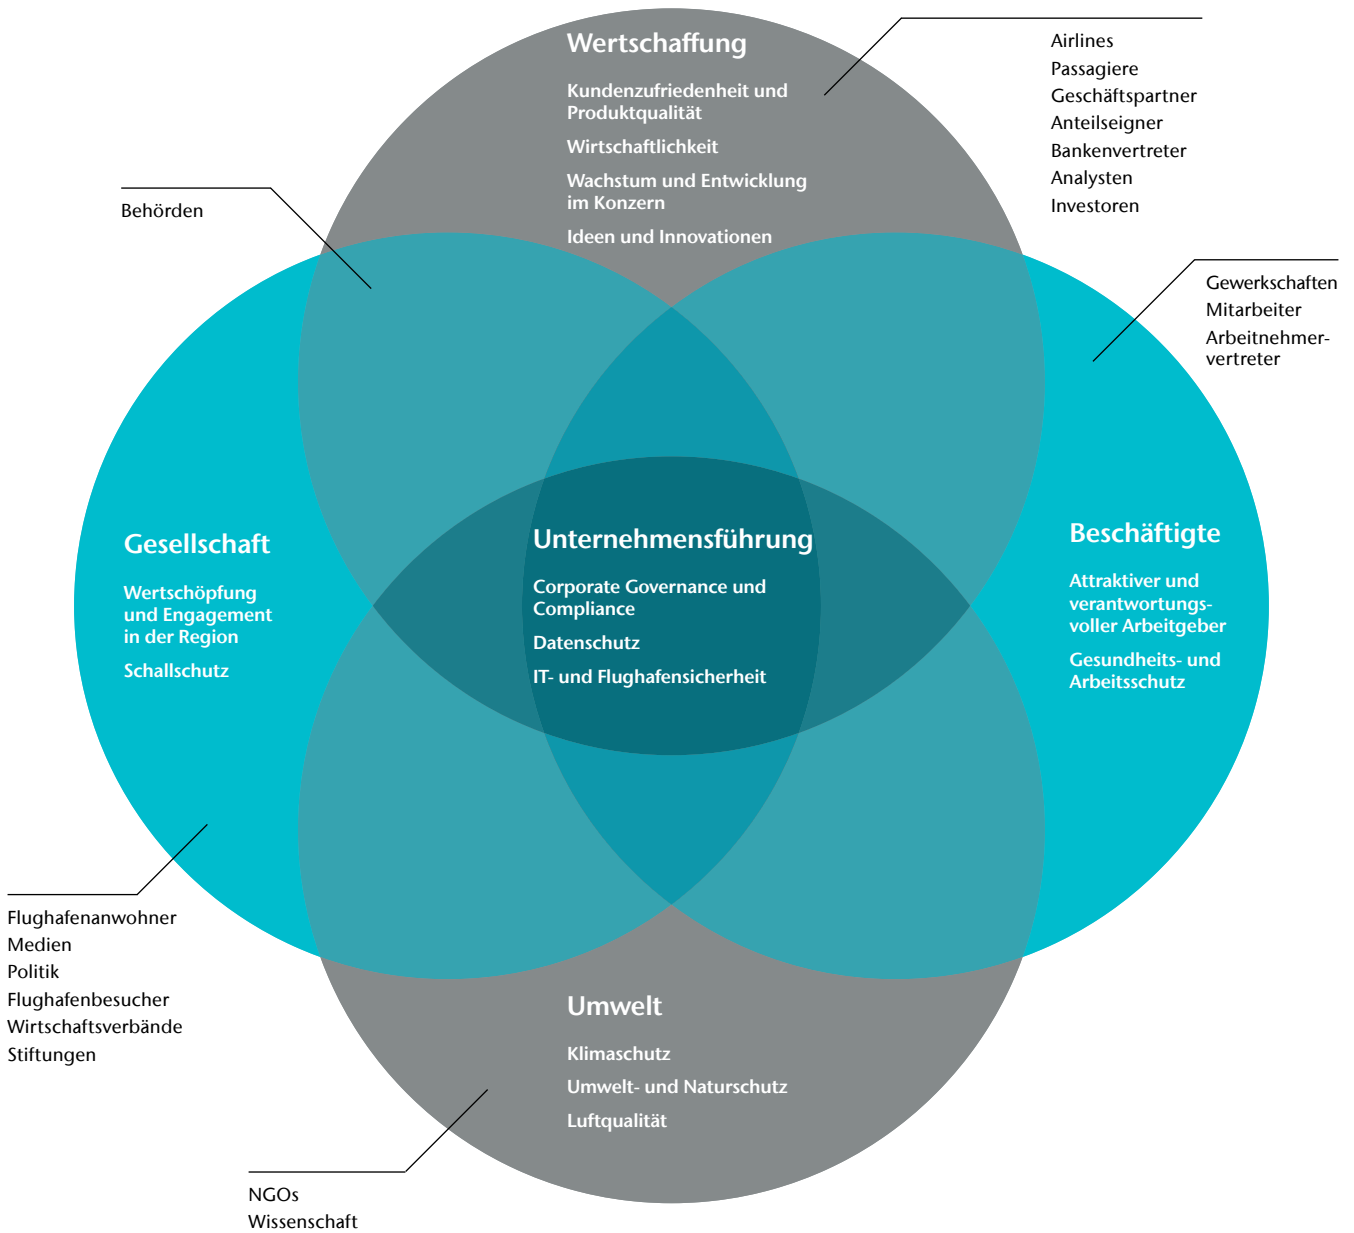 Wertschaffung
Kundenzufriedenheit und
Produktqualität
Wirtschaftlichkeit
Wachstum und Entwicklung
im Konzern
Ideen und Innovationen
Airlines
Passagiere
Geschäftspartner
Anteilseigner
Bankenvertreter
Analysten
Investoren
Behörden
Gewerkschaften
Mitarbeiter
Arbeitnehmer-
vertreter
Gesellschaft
Wertschöpfung
und Engagement
in der Region
Schallschutz
Unternehmensführung
Corporate Governance und
Compliance
Datenschutz
IT- und Flughafensicherheit
Beschäftigte
Attraktiver und
verantwortungs-
voller Arbeitgeber
Gesundheits- und
Arbeitsschutz
Flughafenanwohner
Medien
Politik
Flughafenbesucher
Wirtschaftsverbände
Stiftungen
Umwelt
Klimaschutz
Umwelt- und Naturschutz
Luftqualität
NGOs
Wissenschaft